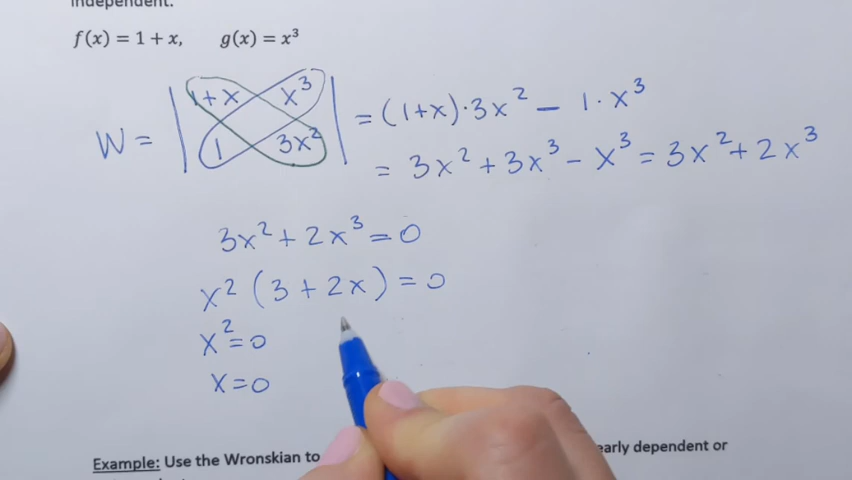 independent.
f(x) = 1 + x, g(x) = x³
W = | 1+x x³ | = (1+x)·3x² − 1·x³
| 1 3x² | = 3x² + 3x³ − x³ = 3x² + 2x³
3x² + 2x³ = 0
x² (3 + 2x) = 0
x² = 0
x = 0
Example: Use the Wronskian to early dependent or